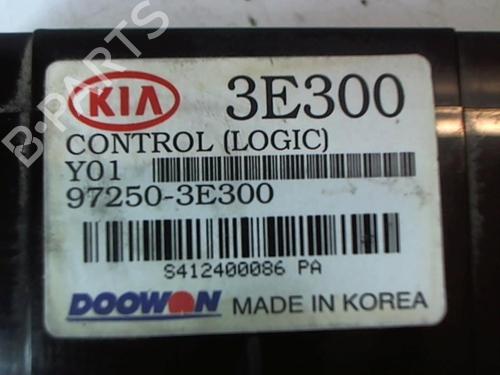 KIA 3E300
CONTROL (LOGIC)
Y01
97250-3E300
S412400086 PA
DOOWON MADE IN KOREA
B-PARTS